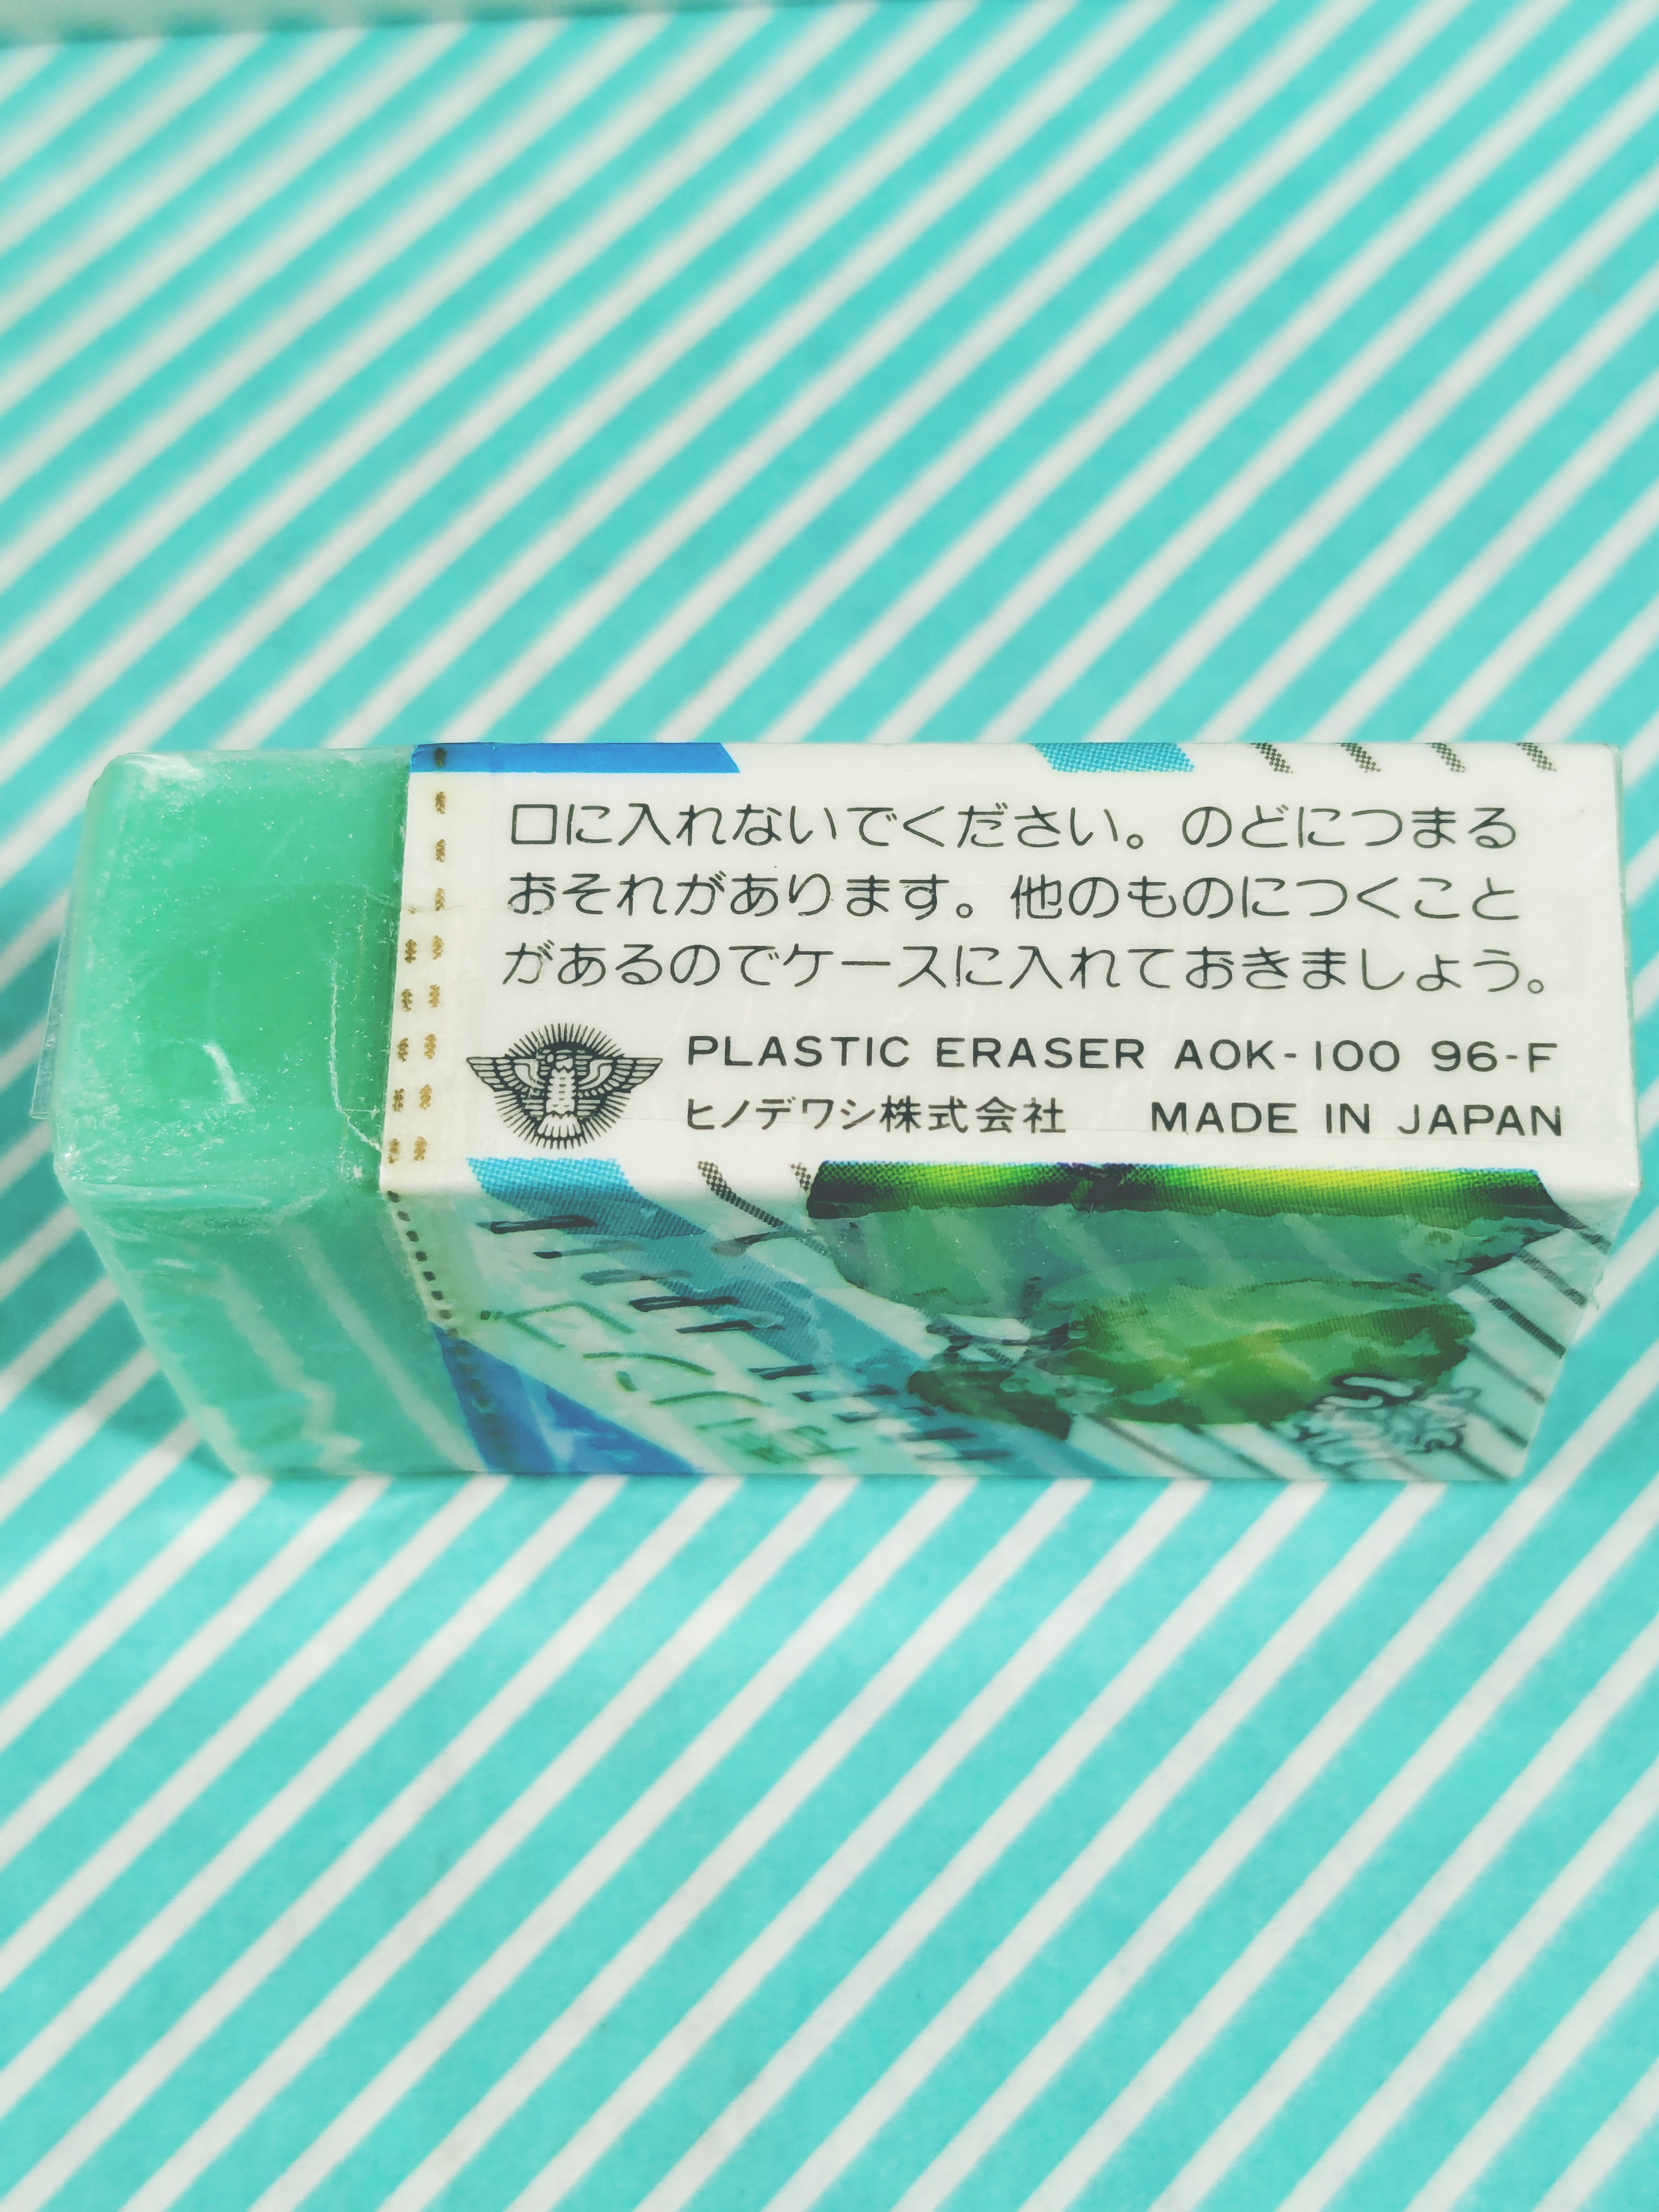 口に入れないでください。のどにつまる
おそれがあります。他のものにつくこと
があるのでケースに入れておきましょう。
PLASTIC ERASER AOK-100 96-F
ヒノデワシ株式会社 MADE IN JAPAN